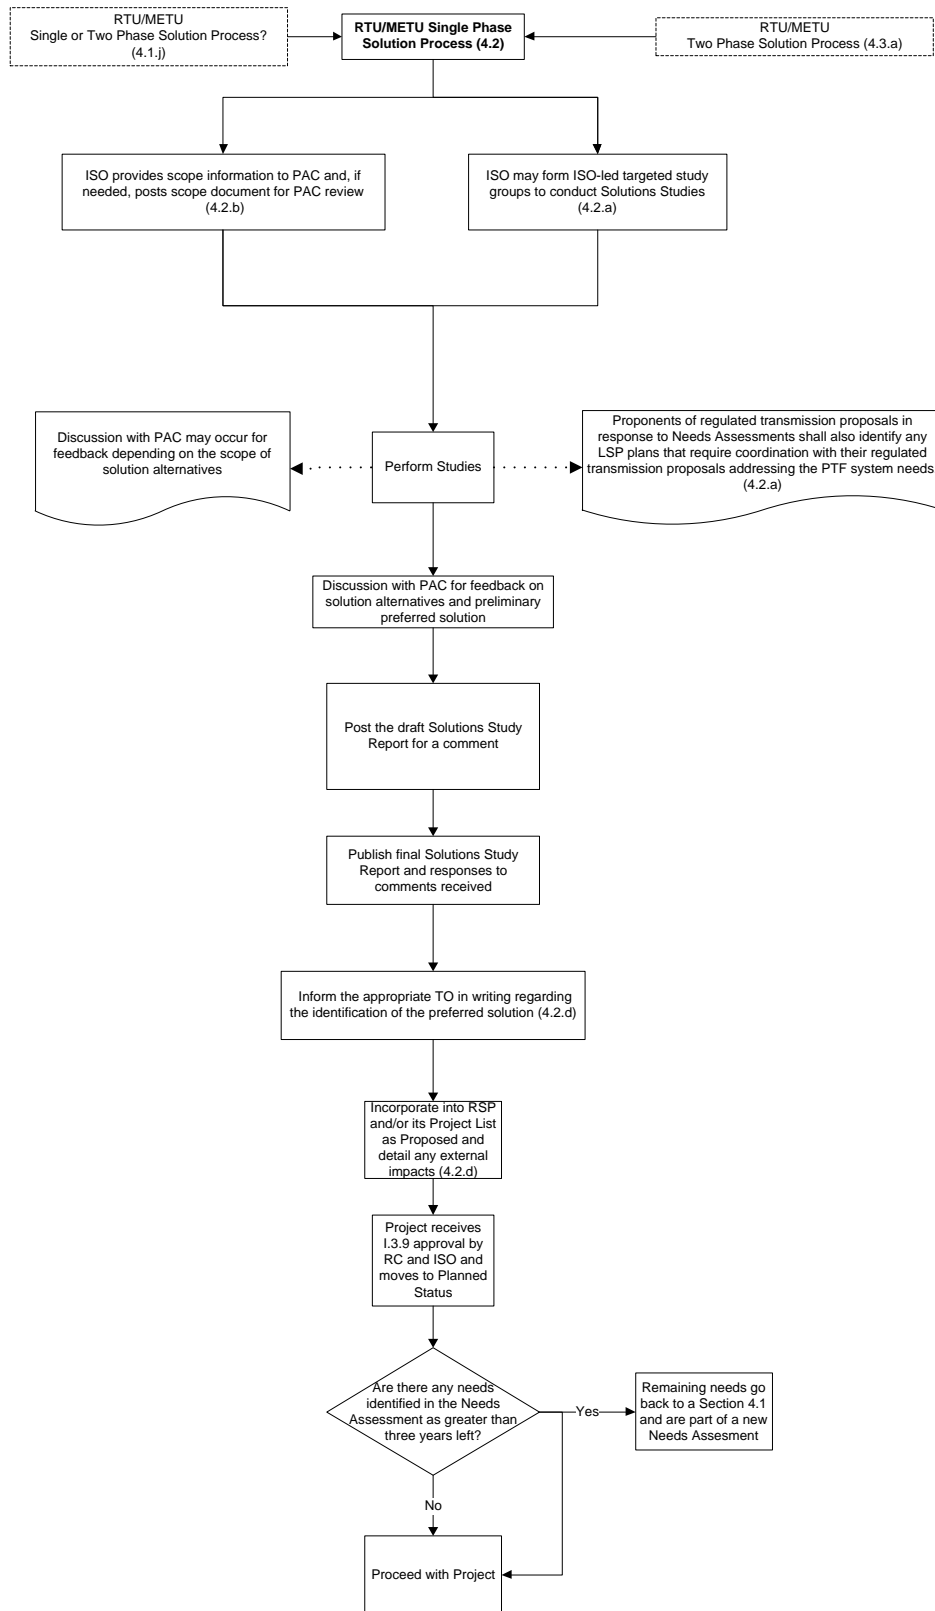 RTU/METU
Single or Two Phase Solution Process?
(4.1.j)
RTU/METU Single Phase
Solution Process (4.2)
RTU/METU
Two Phase Solution Process (4.3.a)
ISO provides scope information to PAC and, if
needed, posts scope document for PAC review
(4.2.b)
ISO may form ISO-led targeted study
groups to conduct Solutions Studies
(4.2.a)
Discussion with PAC may occur for
feedback depending on the scope of
solution alternatives
Perform Studies
Proponents of regulated transmission proposals in
response to Needs Assessments shall also identify any
LSP plans that require coordination with their regulated
transmission proposals addressing the PTF system needs
(4.2.a)
Discussion with PAC for feedback on
solution alternatives and preliminary
preferred solution
Post the draft Solutions Study
Report for a comment
Publish final Solutions Study
Report and responses to
comments received
Inform the appropriate TO in writing regarding
the identification of the preferred solution (4.2.d)
Incorporate into RSP
and/or its Project List
as Proposed and
detail any external
impacts (4.2.d)
Project receives
I.3.9 approval by
RC and ISO and
moves to Planned
Status
Are there any needs
identified in the Needs
Assessment as greater than
three years left?
Yes
Remaining needs go
back to a Section 4.1
and are part of a new
Needs Assesment
No
Proceed with Project